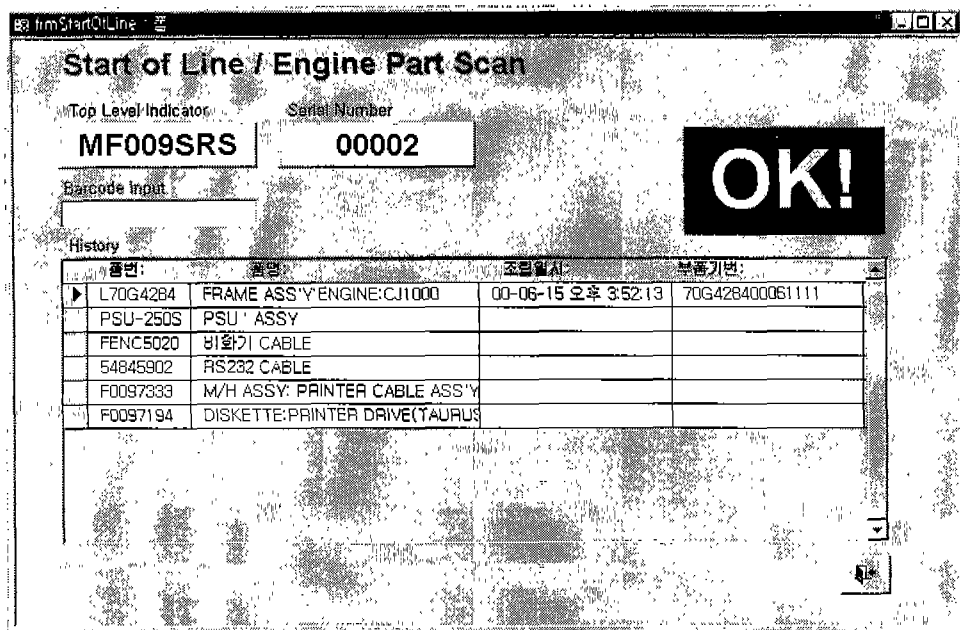 frmStartOfLine : 폼
Start of Line / Engine Part Scan
Top Level Indicator Serial Number
MF009SRS 00002
OK!
Barcode Input
History
품번: 품명: 조립일시: 부품기번:
L70G4284 FRAME ASS'Y'ENGINE:CJ1000 00-06-15 오후 3:52:13 70G428400061111
PSU-250S PSU ' ASSY
FENC5020 비화기 CABLE
54845902 RS232 CABLE
F0097333 M/H ASSY: PRINTER CABLE ASS'Y
F0097194 DISKETTE:PRINTER DRIVE(TAURUS